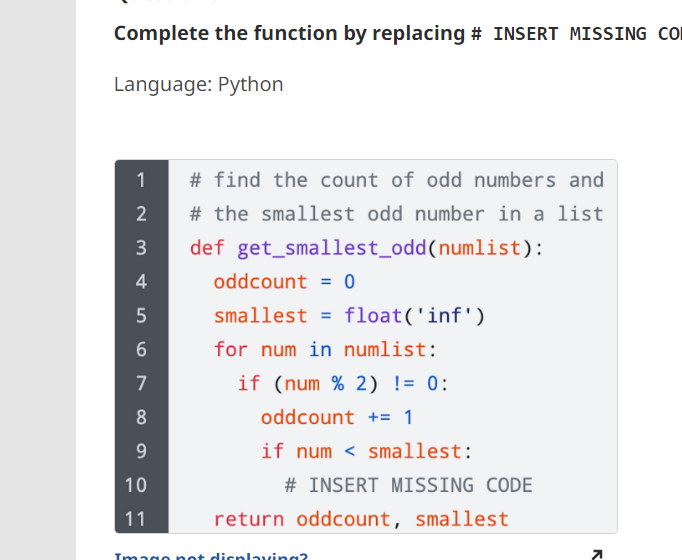 Complete the function by replacing # INSERT MISSING
Language: Python
1 # find the count of odd numbers and
2 # the smallest odd number in a list
3 def get_smallest_odd(numlist):
4 oddcount = 0
5 smallest = float('inf')
6 for num in numlist:
7 if (num % 2) != 0:
8 oddcount += 1
9 if num < smallest:
10 # INSERT MISSING CODE
11 return oddcount, smallest
Image not displaying?